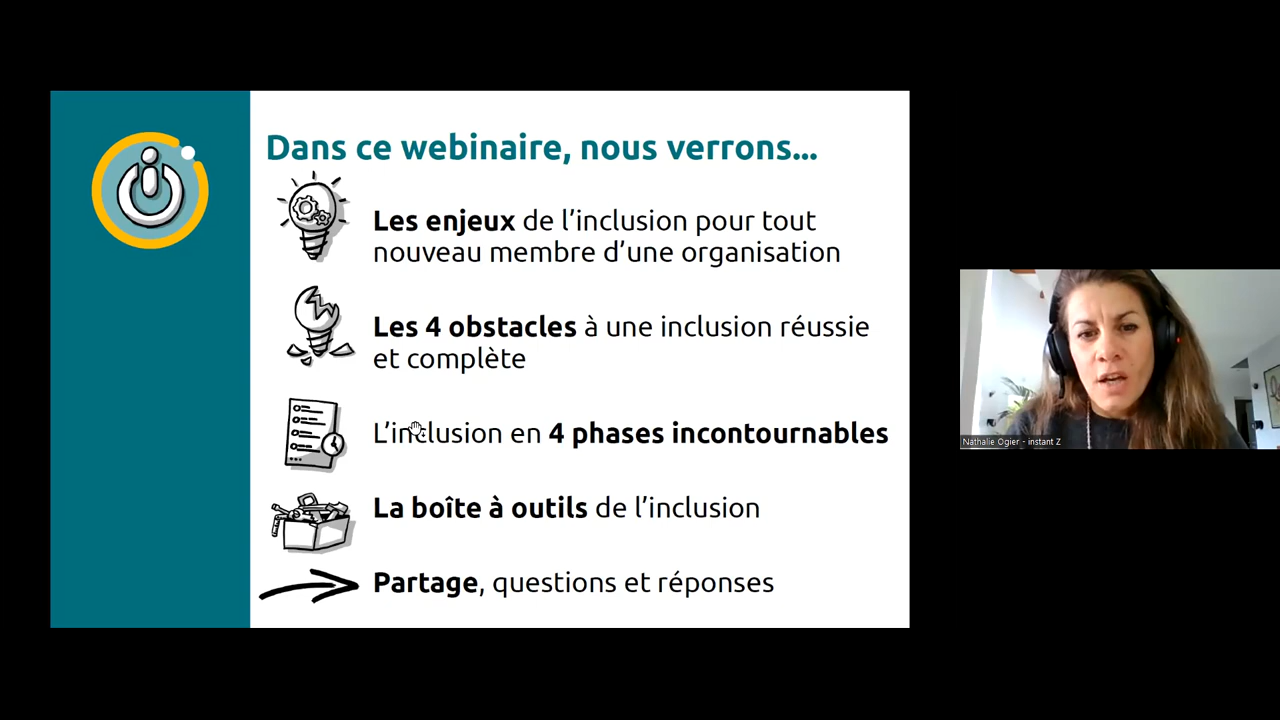 Dans ce webinaire, nous verrons...
Les enjeux de l'inclusion pour tout
nouveau membre d'une organisation
Les 4 obstacles à une inclusion réussie
et complète
L'inclusion en 4 phases incontournables
La boîte à outils de l'inclusion
Partage, questions et réponses
Nathalie Ogier - instant Z